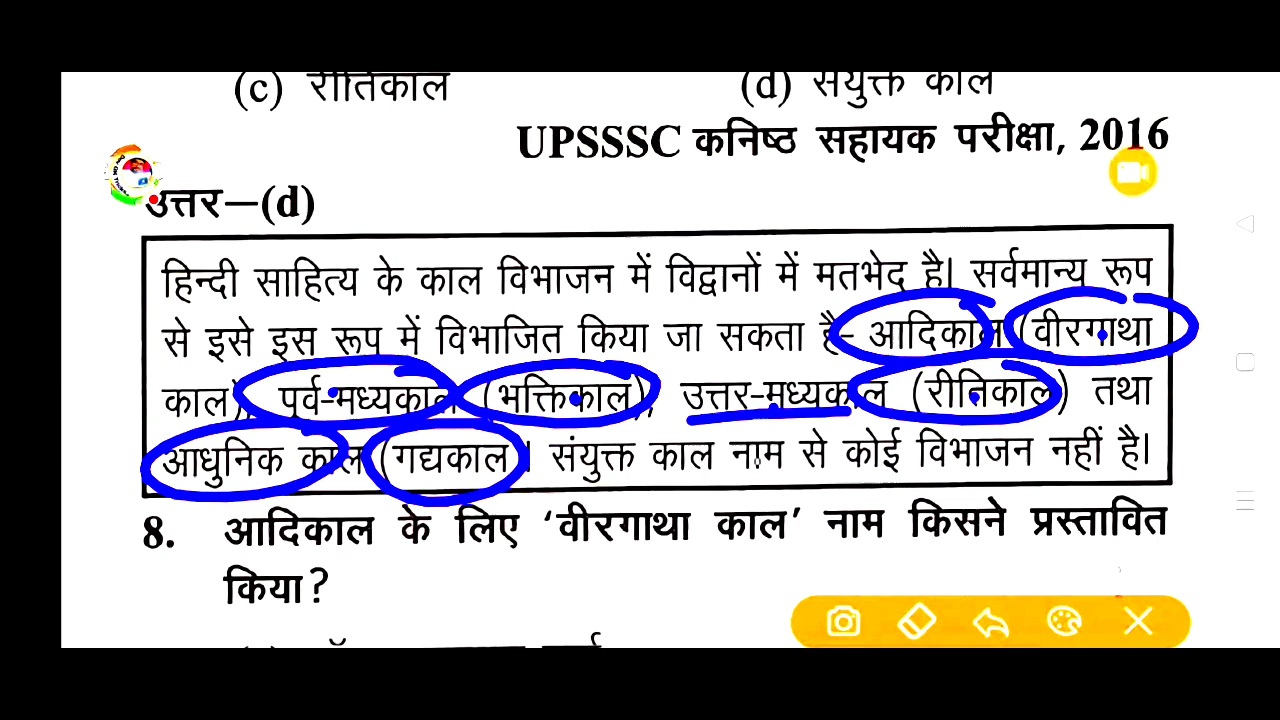 (c) रीतिकाल (d) संयुक्त काल
UPSSSC कनिष्ठ सहायक परीक्षा, 2016
उत्तर–(d)
हिन्दी साहित्य के काल विभाजन में विद्वानों में मतभेद है। सर्वमान्य रूप
से इसे इस रूप में विभाजित किया जा सकता है- आदिकाल (वीरगाथा
काल), पूर्व-मध्यकाल (भक्तिकाल), उत्तर-मध्यकाल (रीतिकाल) तथा
आधुनिक काल (गद्यकाल)। संयुक्त काल नाम से कोई विभाजन नहीं है।
8. आदिकाल के लिए ‘वीरगाथा काल’ नाम किसने प्रस्तावित
किया?